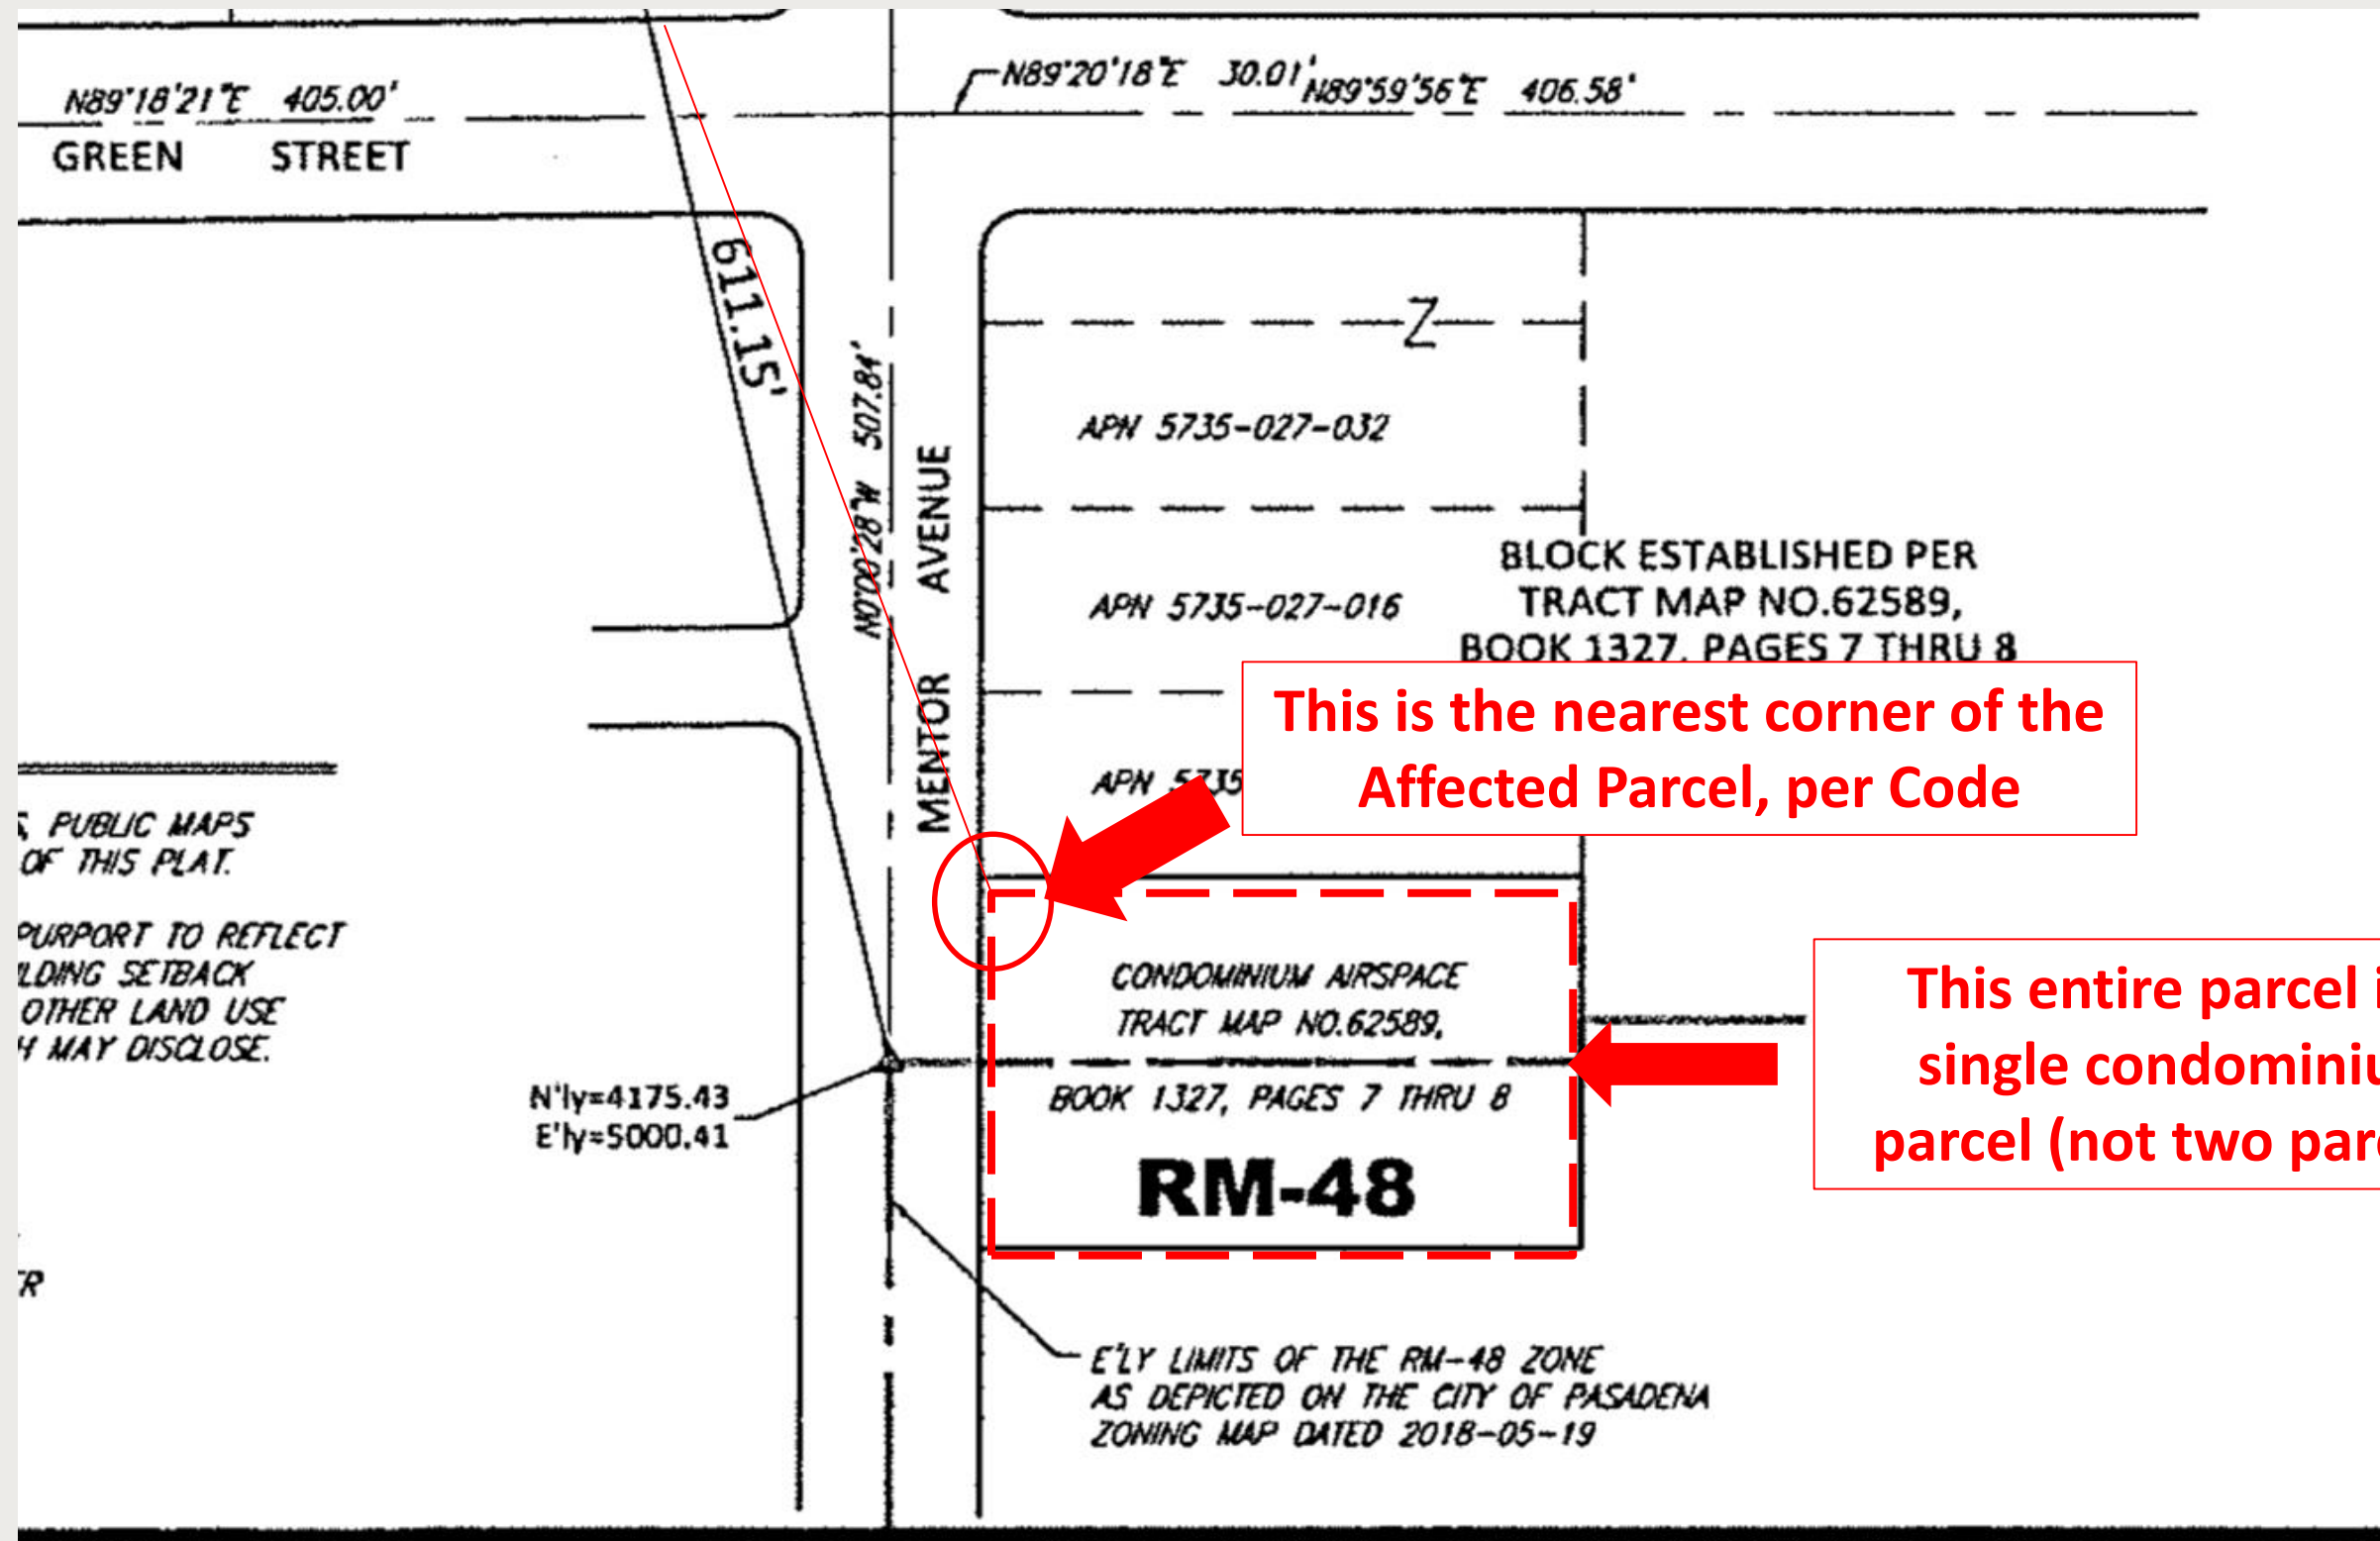 N89°18'21"E 405.00'
GREEN STREET
N89°20'18"E 30.01'
N89°59'56"E 406.58'
611.15'
N0°00'28"W 507.84'
MENTOR AVENUE
Z
APN 5735-027-032
APN 5735-027-016
BLOCK ESTABLISHED PER
TRACT MAP NO.62589,
BOOK 1327, PAGES 7 THRU 8
This is the nearest corner of the
Affected Parcel, per Code
APN 5735
PUBLIC MAPS
OF THIS PLAT.
PURPORT TO REFLECT
SETBACK
OTHER LAND USE
MAY DISCLOSE.
CONDOMINIUM AIRSPACE
TRACT MAP NO.62589,
BOOK 1327, PAGES 7 THRU 8
RM-48
This entire parcel
single
parcel (not two
N'ly=4175.43
E'ly=5000.41
E'LY LIMITS OF THE RM-48 ZONE
AS DEPICTED ON THE CITY OF PASADENA
ZONING MAP DATED 2018-05-19